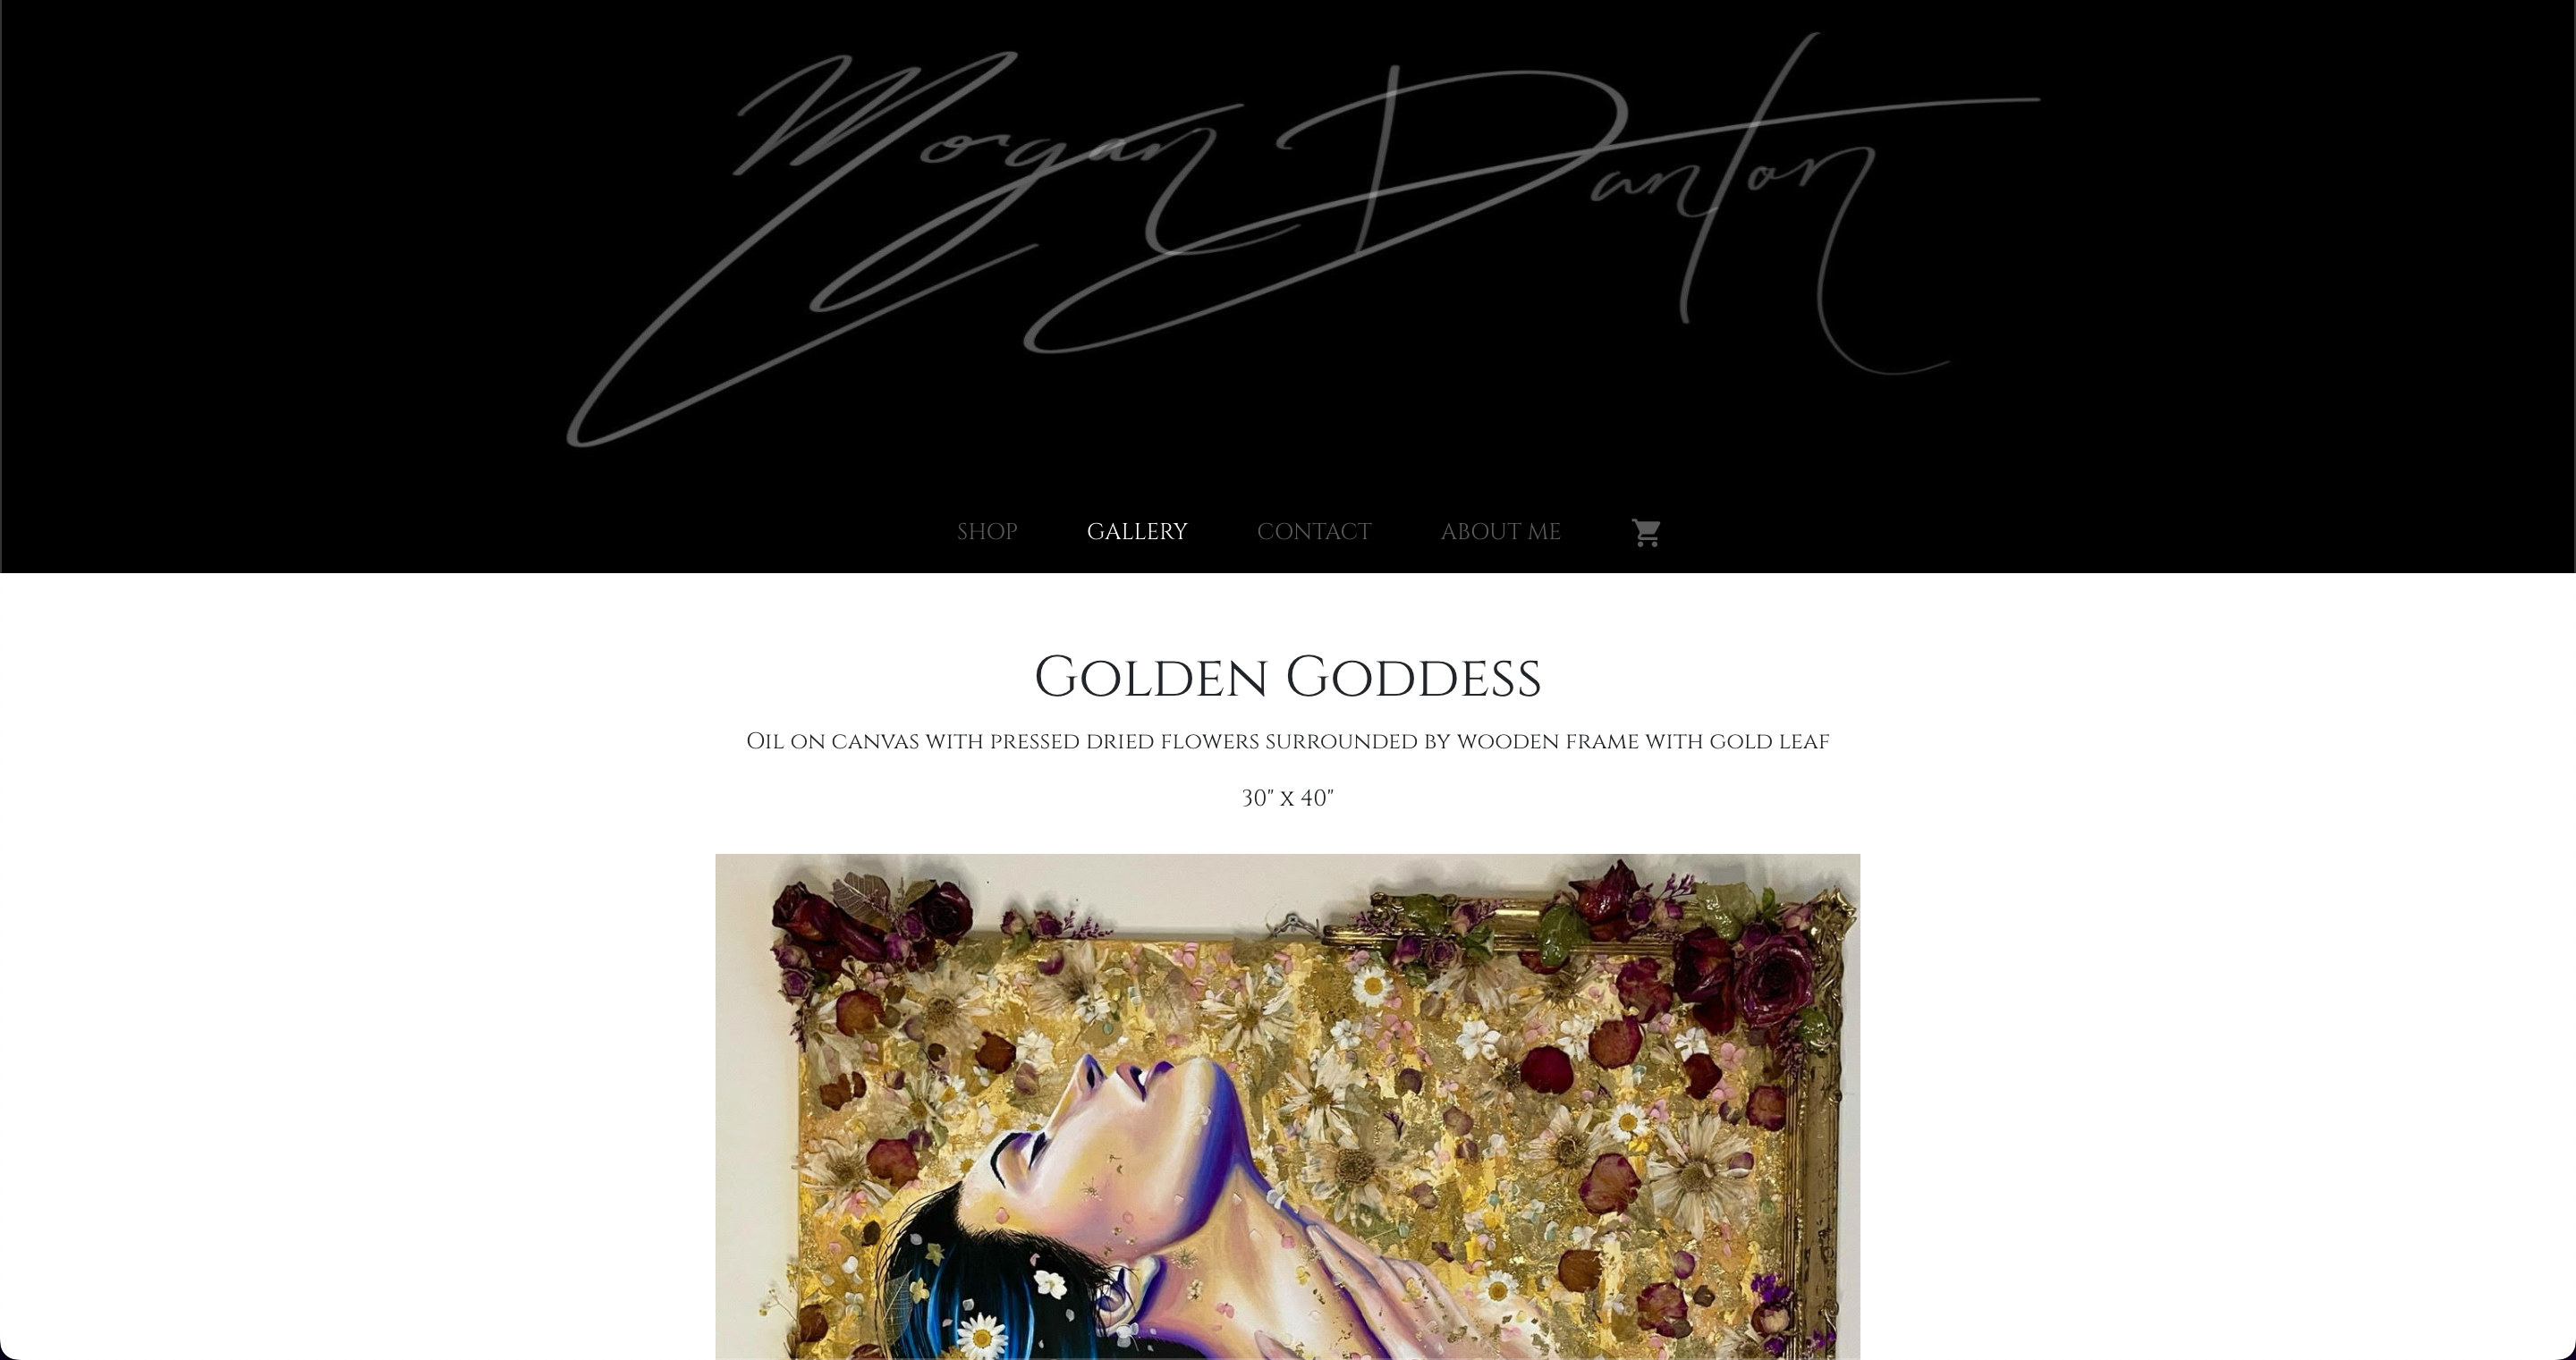 Morgan Danton
SHOP GALLERY CONTACT ABOUT ME
Golden Goddess
Oil on canvas with pressed dried flowers surrounded by wooden frame with gold leaf
30" x 40"